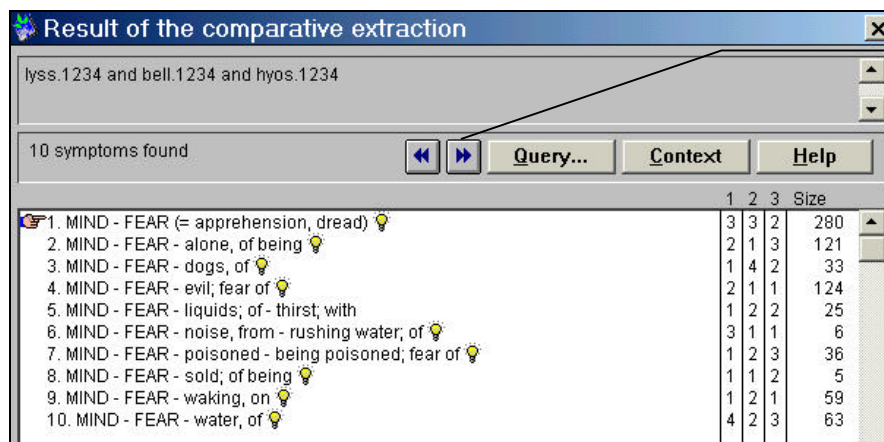 Result of the comparative extraction
lyss.1234 and bell.1234 and hyos.1234
10 symptoms found
Query... Context Help
1 2 3 Size
1. MIND - FEAR (= apprehension, dread) 3 3 2 280
2. MIND - FEAR - alone, of being 2 1 3 121
3. MIND - FEAR - dogs, of 1 4 2 33
4. MIND - FEAR - evil; fear of 2 1 1 124
5. MIND - FEAR - liquids; of - thirst; with 1 2 2 25
6. MIND - FEAR - noise, from - rushing water; of 3 1 1 6
7. MIND - FEAR - poisoned - being poisoned; fear of 1 2 3 36
8. MIND - FEAR - sold; of being 1 1 2 5
9. MIND - FEAR - waking, on 1 2 1 59
10. MIND - FEAR - water, of 4 2 3 63